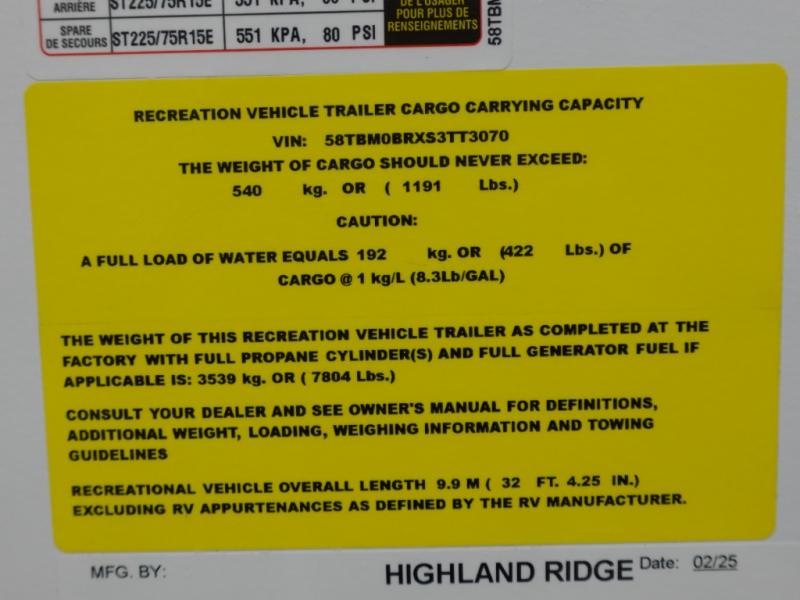 ARRIÈRE ST225/75R15E 551 KPA, 80 PSI
DE L'USAGER
POUR PLUS DE
RENSEIGNEMENTS
SPARE
DE SECOURS ST225/75R15E 551 KPA, 80 PSI
58TBM
RECREATION VEHICLE TRAILER CARGO CARRYING CAPACITY
VIN: 58TBM0BRXS3TT3070
THE WEIGHT OF CARGO SHOULD NEVER EXCEED:
540 kg. OR ( 1191 Lbs.)
CAUTION:
A FULL LOAD OF WATER EQUALS 192 kg. OR (422 Lbs.) OF
CARGO @ 1 kg/L (8.3Lb/GAL)
THE WEIGHT OF THIS RECREATION VEHICLE TRAILER AS COMPLETED AT THE
FACTORY WITH FULL PROPANE CYLINDER(S) AND FULL GENERATOR FUEL IF
APPLICABLE IS: 3539 kg. OR ( 7804 Lbs.)
CONSULT YOUR DEALER AND SEE OWNER'S MANUAL FOR DEFINITIONS,
ADDITIONAL WEIGHT, LOADING, WEIGHING INFORMATION AND TOWING
GUIDELINES
RECREATIONAL VEHICLE OVERALL LENGTH 9.9 M ( 32 FT. 4.25 IN.)
EXCLUDING RV APPURTENANCES AS DEFINED BY THE RV MANUFACTURER.
MFG. BY: HIGHLAND RIDGE Date: 02/25